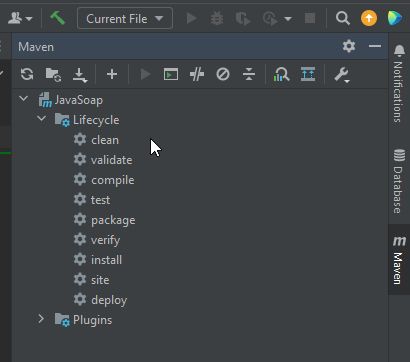 Current File
Maven
JavaSoap
Lifecycle
clean
validate
compile
test
package
verify
install
site
deploy
Plugins
Notifications
Database
m
Maven